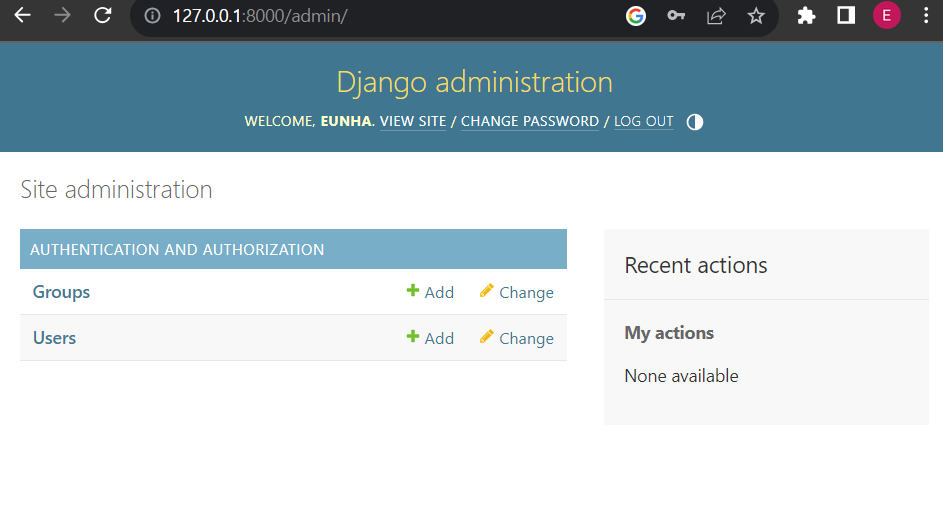 127.0.0.1:8000/admin/
E
Django administration
WELCOME, EUNHA. VIEW SITE / CHANGE PASSWORD / LOG OUT
Site administration
AUTHENTICATION AND AUTHORIZATION
Groups Add Change
Users Add Change
Recent actions
My actions
None available